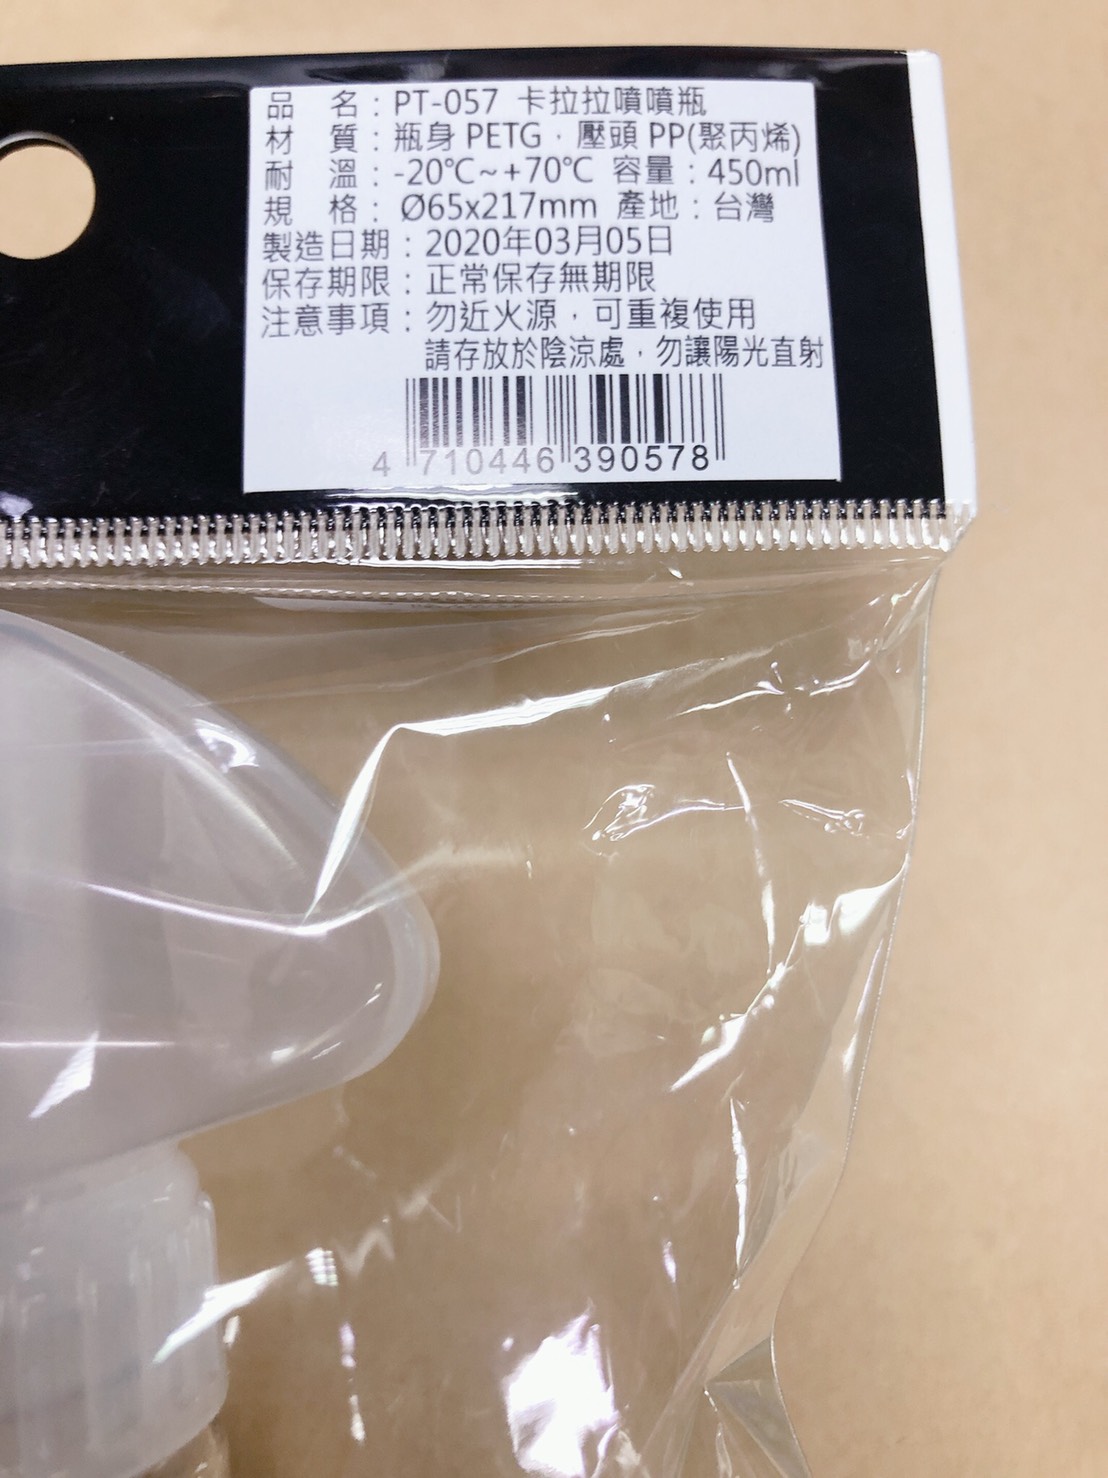 品　名：PT-057 卡拉拉噴噴瓶
材　質：瓶身 PETG，壓頭 PP(聚丙烯)
耐　溫：-20℃~+70℃ 容量：450ml
規　格：Ø65x217mm 產地：台灣
製造日期：2020年03月05日
保存期限：正常保存無期限
注意事項：勿近火源，可重複使用
請存放於陰涼處，勿讓陽光直射
4 710446 390578